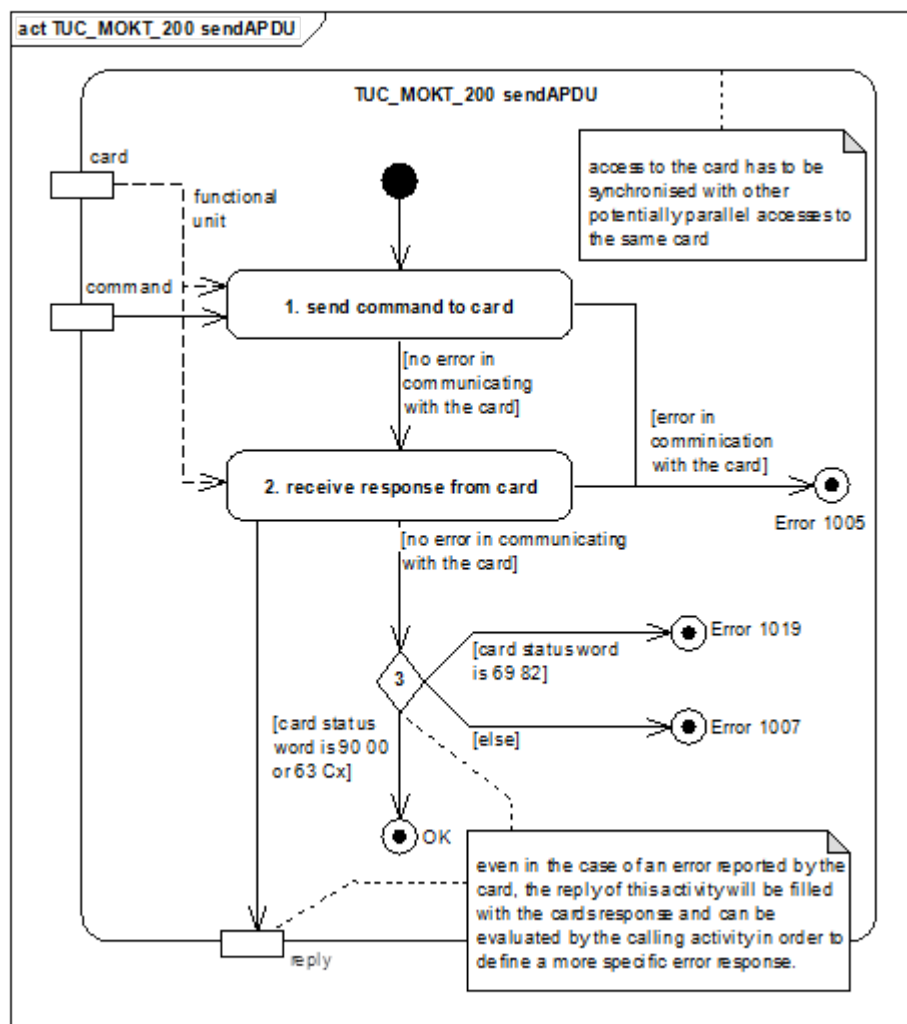 act TUC_MOKT_200 sendAPDU
TUC_MOKT_200 sendAPDU
card
functional
unit
access to the card has to be
synchronised with other
potentially parallel accesses to
the same card
command
1. send command to card
[no error in
communicating
with the card]
[error in
comminication
with the card]
2. receive response from card
Error 1005
[no error in communicating
with the card]
Error 1019
[card status word
is 69 82]
3
[else]
Error 1007
[card status
word is 90 00
or 63 Cx]
OK
even in the case of an error reported by the
card, the reply of this activity will be filled
with the cards response and can be
evaluated by the calling activity in order to
define a more specific error response.
reply